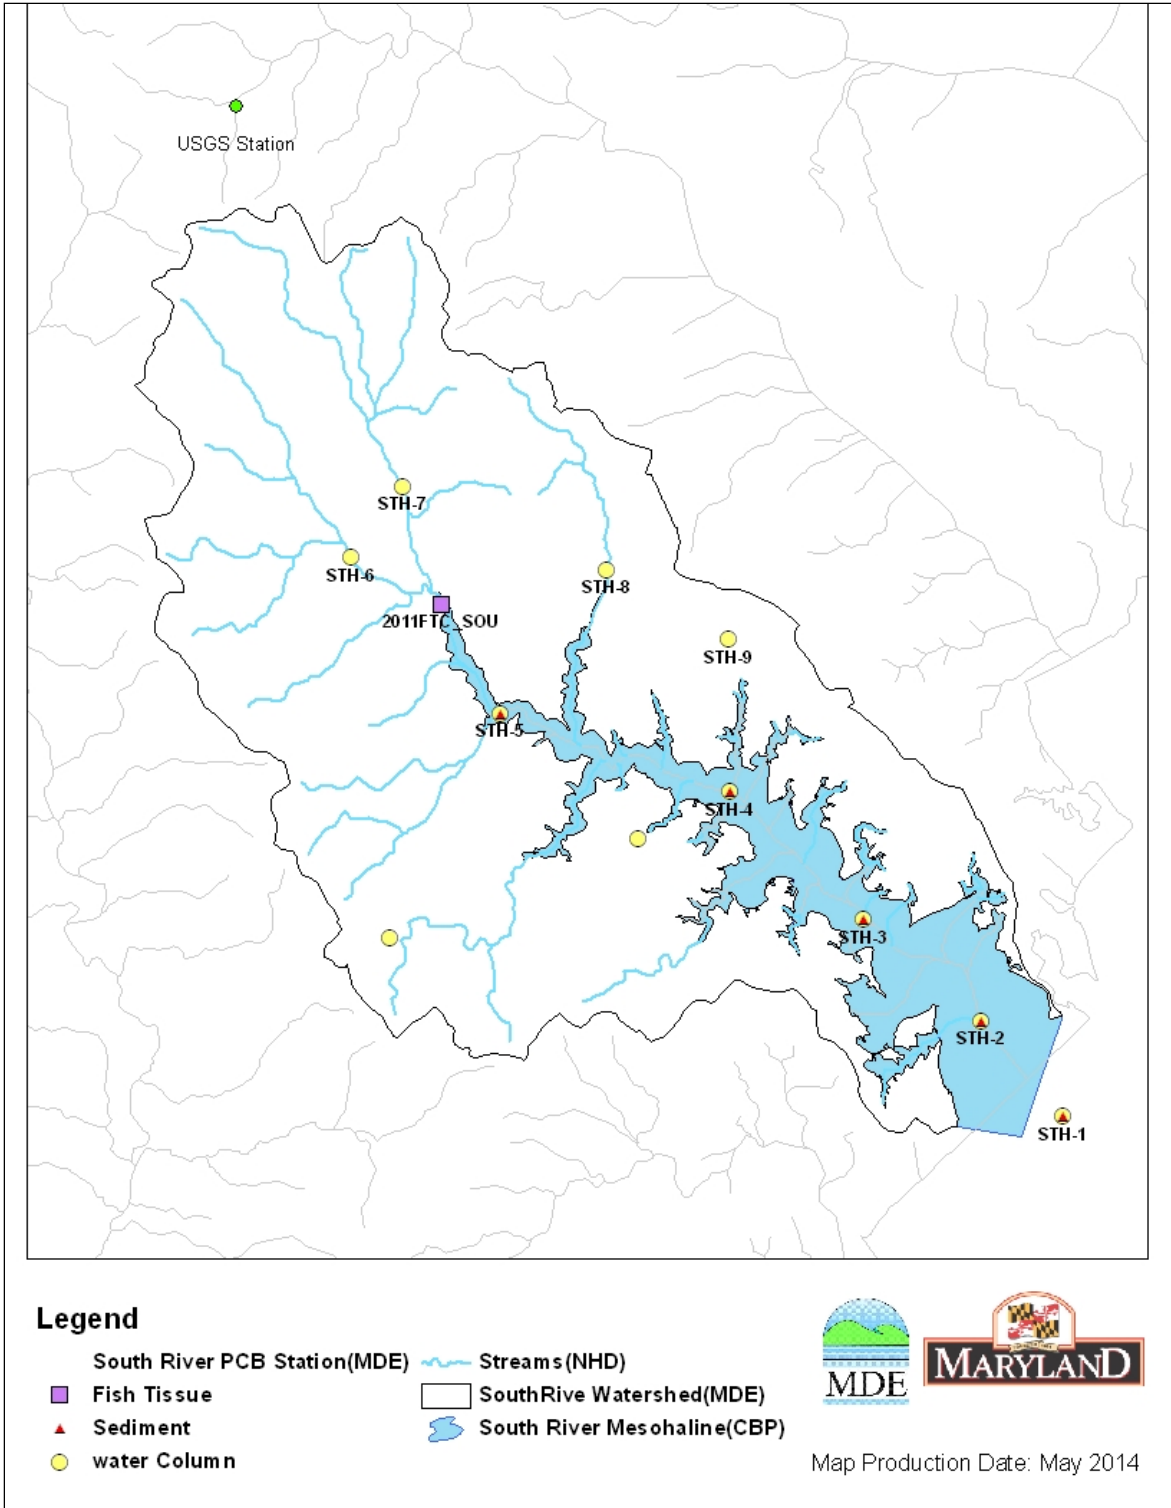 USGS Station
STH-7
STH-6
STH-8
2011FTC_SOU
STH-9
STH-5
STH-4
STH-3
STH-2
STH-1
Legend
South River PCB Station(MDE)
Fish Tissue
Sediment
water Column
Streams(NHD)
SouthRive Watershed(MDE)
South River Mesohaline(CBP)
MDE
MARYLAND
Map Production Date: May 2014